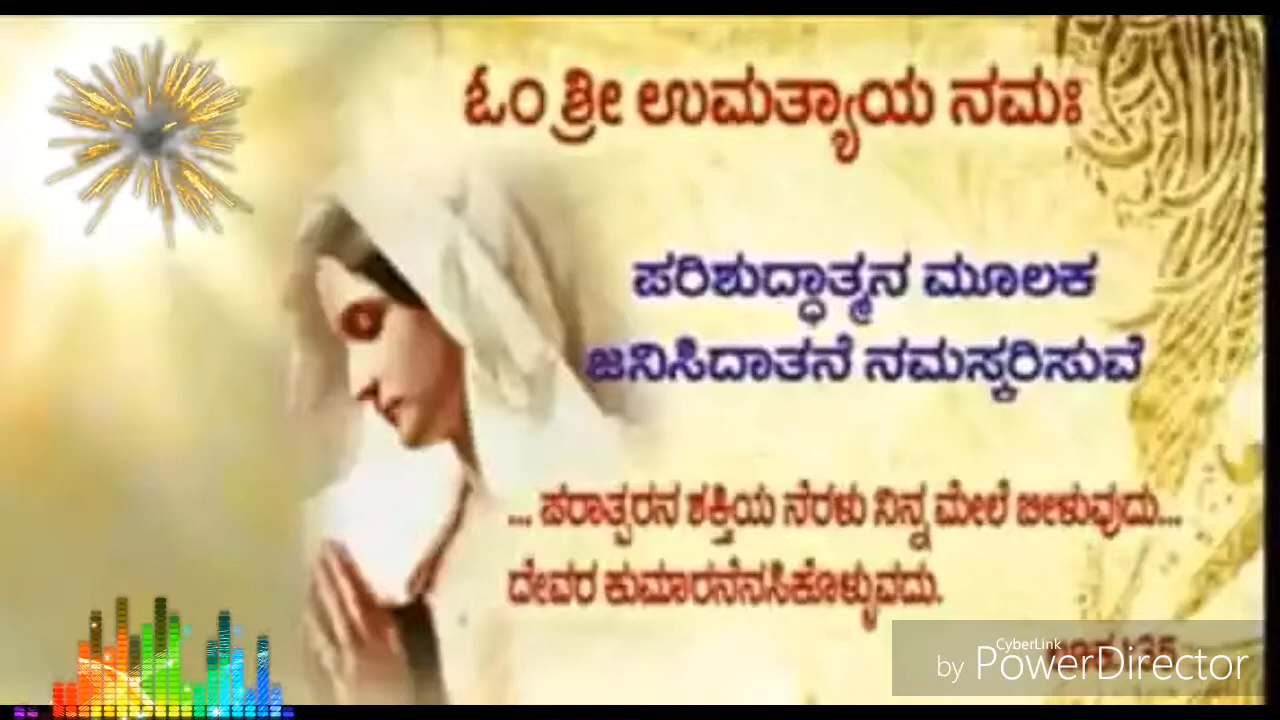 ಓಂ ಶ್ರೀ ಉಮತ್ಯಾಯ ನಮಃ
ಪರಿಶುದ್ಧಾತ್ಮನ ಮೂಲಕ
ಜನಿಸಿದಾತನೆ ನಮಸ್ಕರಿಸುವೆ
... ಪರಾತ್ಪರನ ಶಕ್ತಿಯ ನೆರಳು ನಿನ್ನ ಮೇಲೆ ಬೀಳುವುದು...
ದೇವರ ಕುಮಾರನೆನಸಿಕೊಳ್ಳುವದು.
CyberLink
by PowerDirector